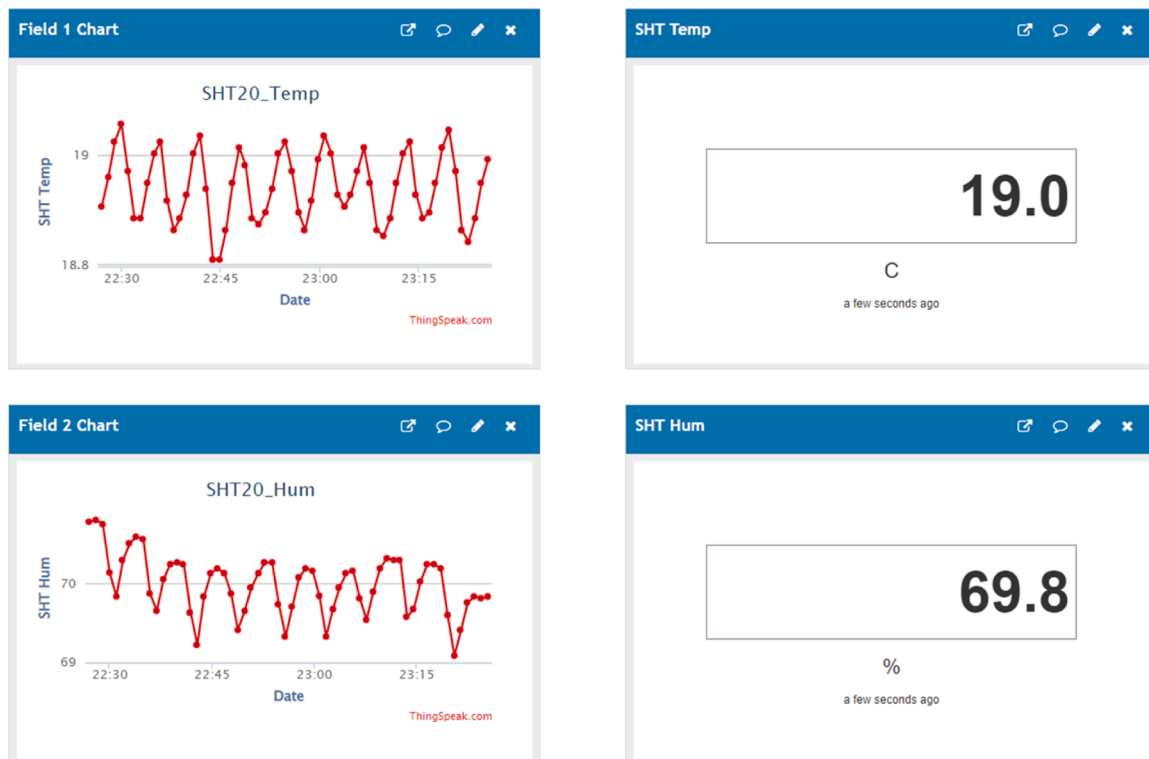 Field 1 Chart
SHT20_Temp
SHT Temp
19
18.8
22:30 22:45 23:00 23:15
Date
ThingSpeak.com
SHT Temp
19.0
C
a few seconds ago
Field 2 Chart
SHT20_Hum
SHT Hum
70
69
22:30 22:45 23:00 23:15
Date
ThingSpeak.com
SHT Hum
69.8
%
a few seconds ago